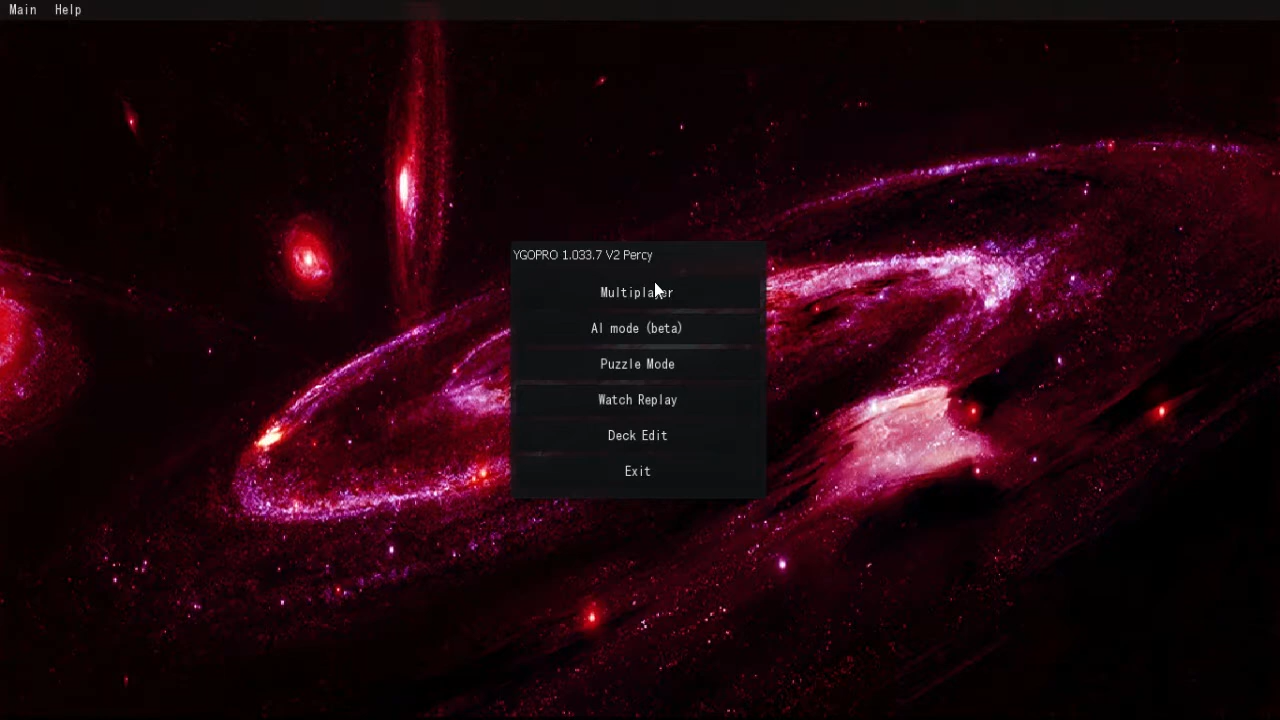 Main Help
YGOPRO 1.033.7 V2 Percy
Multiplayer
AI mode (beta)
Puzzle Mode
Watch Replay
Deck Edit
Exit